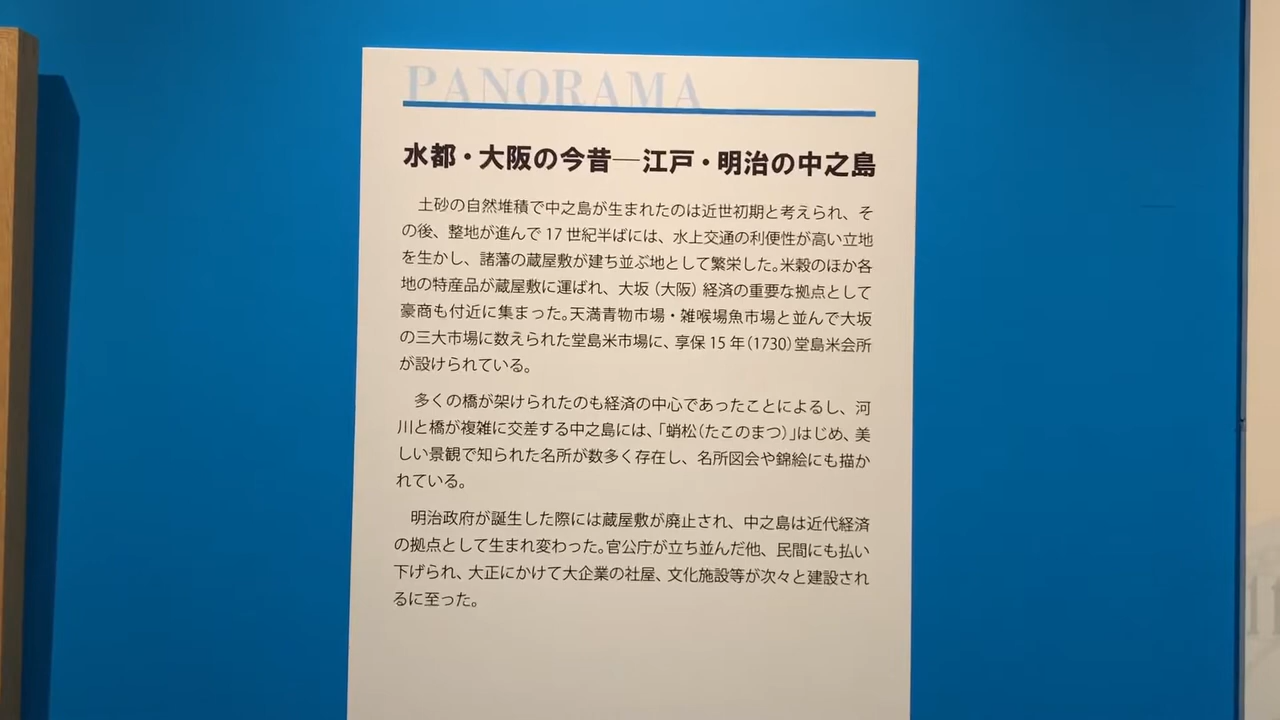 PANORAMA
水都・大阪の今昔―江戸・明治の中之島
土砂の自然堆積で中之島が生まれたのは近世初期と考えられ、そ
の後、整地が進んで 17 世紀半ばには、水上交通の利便性が高い立地
を生かし、諸藩の蔵屋敷が建ち並ぶ地として繁栄した。米穀のほか各
地の特産品が蔵屋敷に運ばれ、大坂（大阪）経済の重要な拠点として
豪商も付近に集まった。天満青物市場・雑喉場魚市場と並んで大坂
の三大市場に数えられた堂島米市場に、享保 15 年（1730）堂島米会所
が設けられている。
多くの橋が架けられたのも経済の中心であったことによるし、河
川と橋が複雑に交差する中之島には、「蛸松（たこのまつ）」はじめ、美
しい景観で知られた名所が数多く存在し、名所図会や錦絵にも描か
れている。
明治政府が誕生した際には蔵屋敷が廃止され、中之島は近代経済
の拠点として生まれ変わった。官公庁が立ち並んだ他、民間にも払い
下げられ、大正にかけて大企業の社屋、文化施設等が次々と建設され
るに至った。